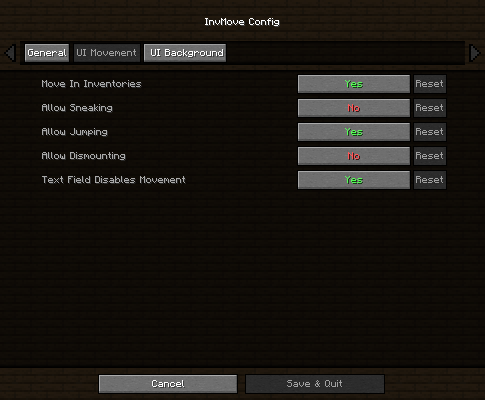 InvMove Config
General UI Movement UI Background
Move In Inventories Yes Reset
Allow Sneaking No Reset
Allow Jumping Yes Reset
Allow Dismounting No Reset
Text Field Disables Movement Yes Reset
Cancel Save & Quit